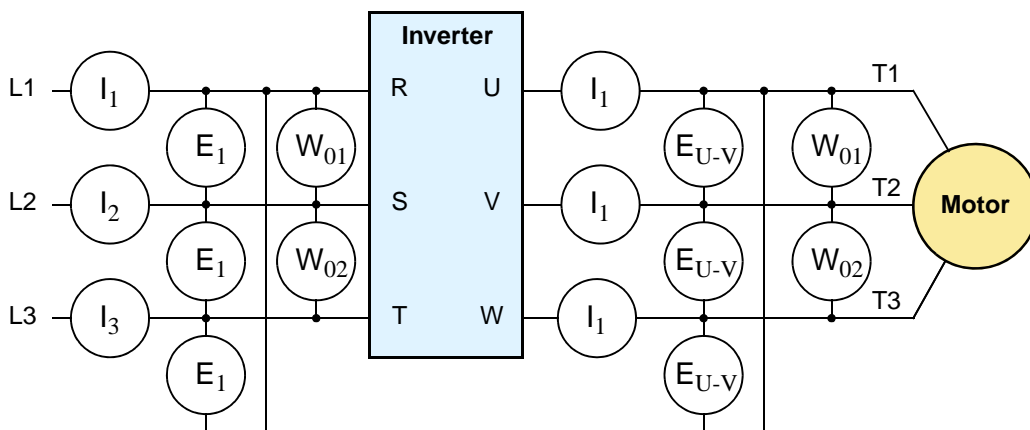 Inverter
L1 I1 R U I1 T1
E1 W01 EU-V W01
L2 I2 S V I1 T2 Motor
E1 W02 EU-V W02
L3 I3 T W I1 T3
E1 EU-V